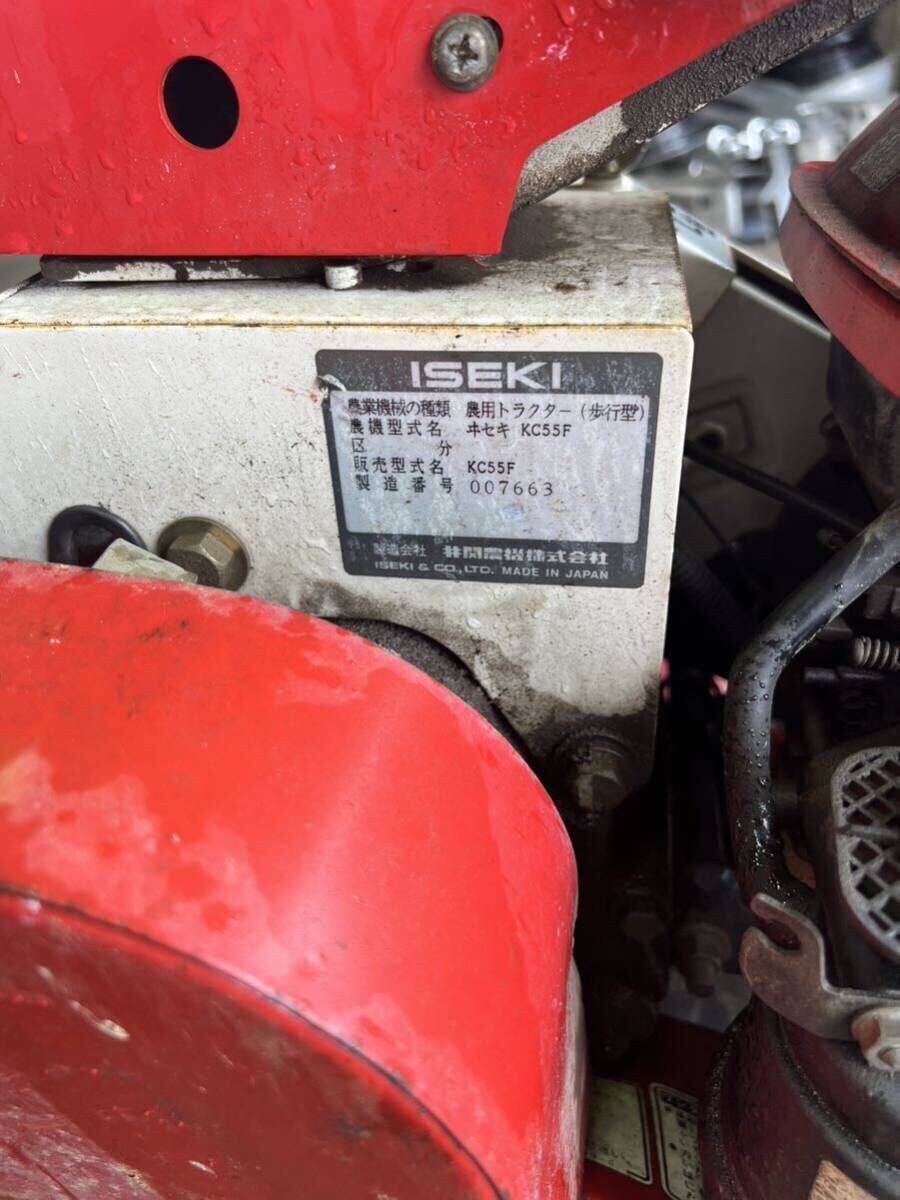 ISEKI
農業機械の種類 農用トラクター(歩行型)
農機型式名 ヰセキ KC55F
区分
販売型式名 KC55F
製造番号 007663
製造会社 井関農機株式会社
ISEKI & CO., LTD. MADE IN JAPAN